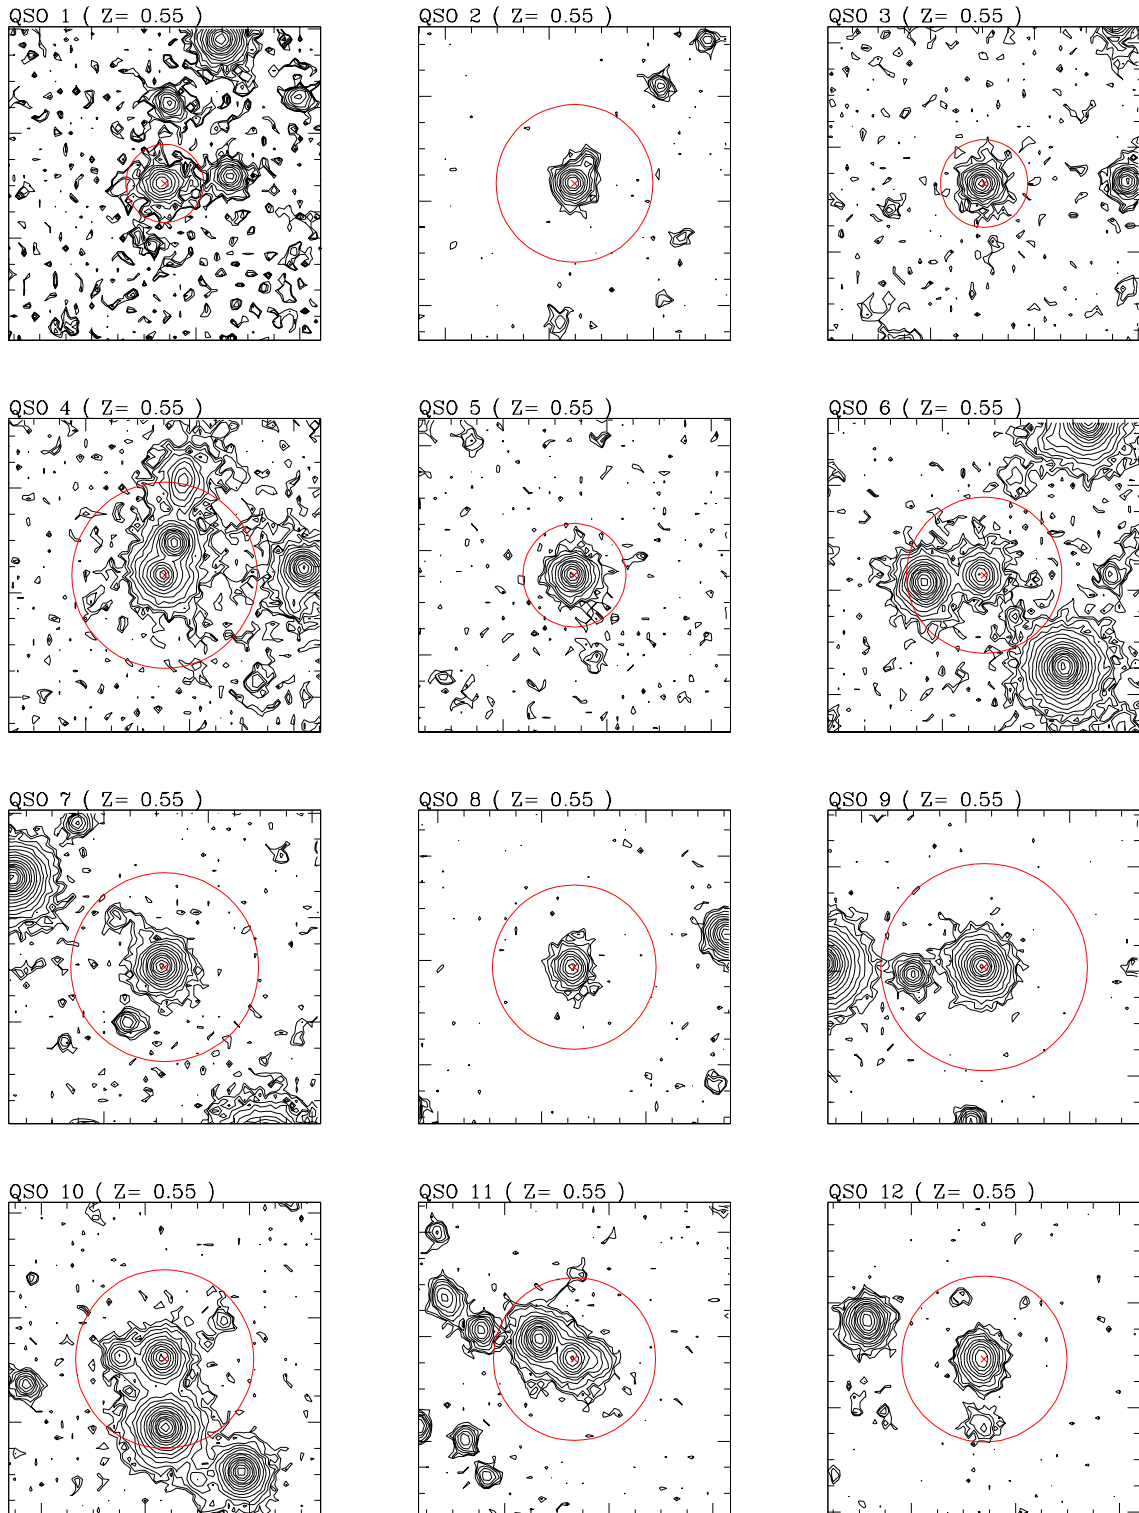 QSO 1 ( Z= 0.55 )
QSO 2 ( Z= 0.55 )
QSO 3 ( Z= 0.55 )
QSO 4 ( Z= 0.55 )
QSO 5 ( Z= 0.55 )
QSO 6 ( Z= 0.55 )
QSO 7 ( Z= 0.55 )
QSO 8 ( Z= 0.55 )
QSO 9 ( Z= 0.55 )
QSO 10 ( Z= 0.55 )
QSO 11 ( Z= 0.55 )
QSO 12 ( Z= 0.55 )